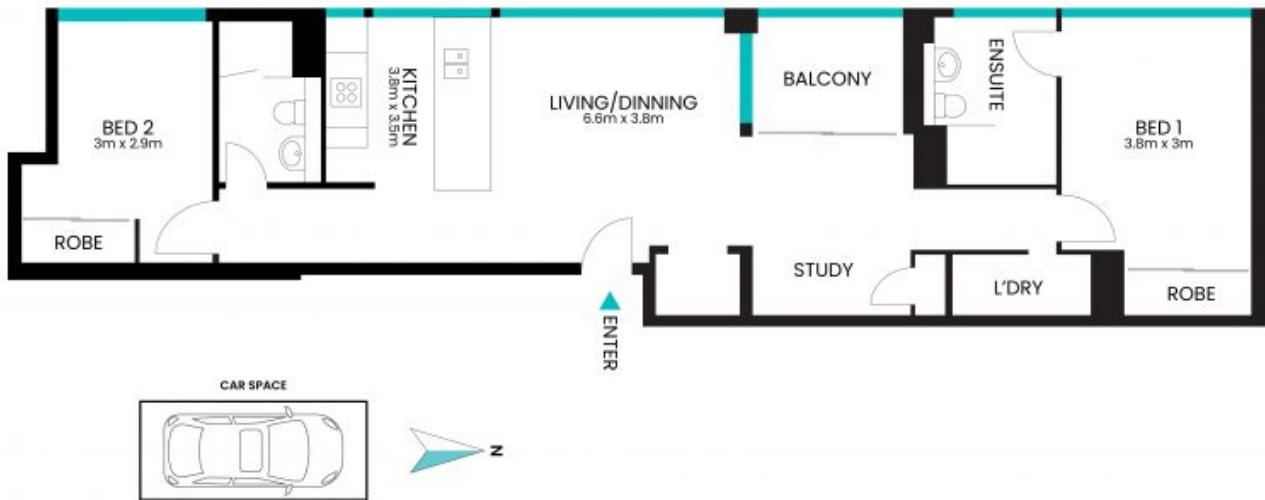 BED 2
3m x 2.9m
ROBE
KITCHEN
3.8m x 3.5m
LIVING/DINNING
6.6m x 3.8m
BALCONY
ENSUITE
BED 1
3.8m x 3m
STUDY
L'DRY
ROBE
ENTER
CAR SPACE
N